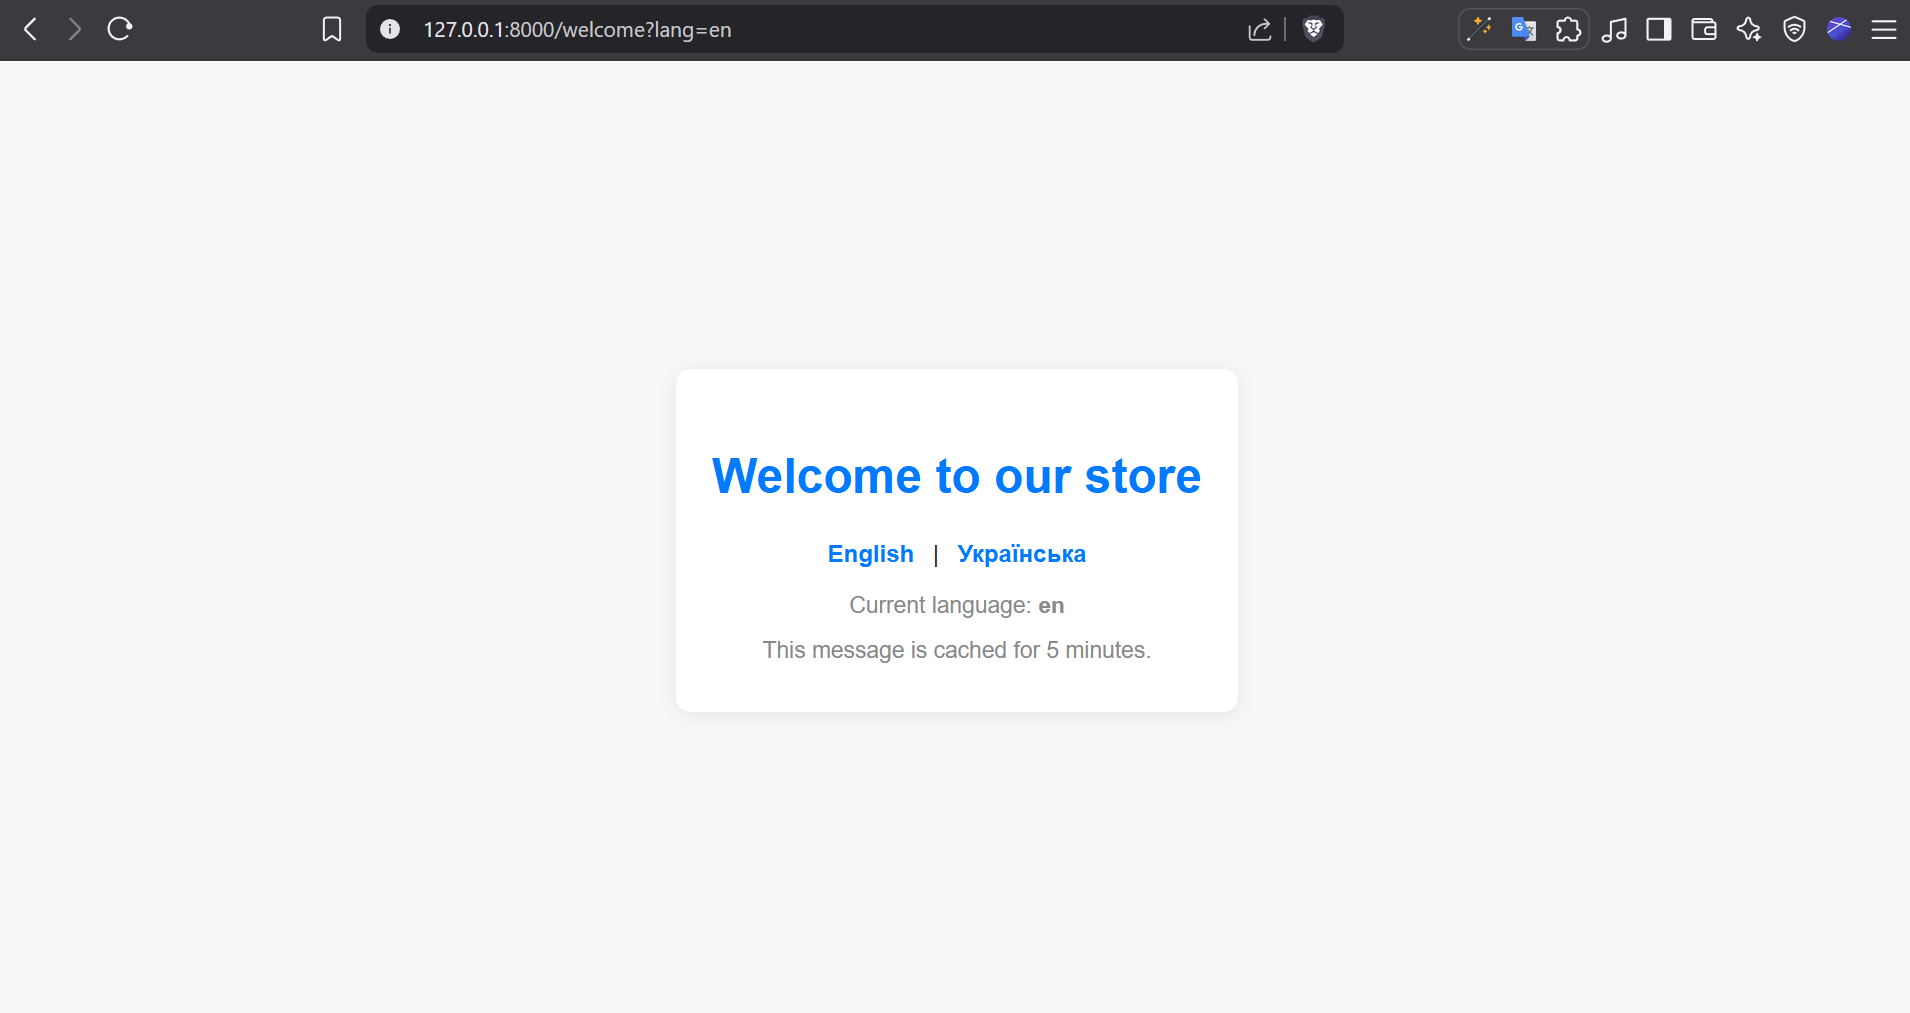 127.0.0.1:8000/welcome?lang=en
Welcome to our store
English | Українська
Current language: en
This message is cached for 5 minutes.